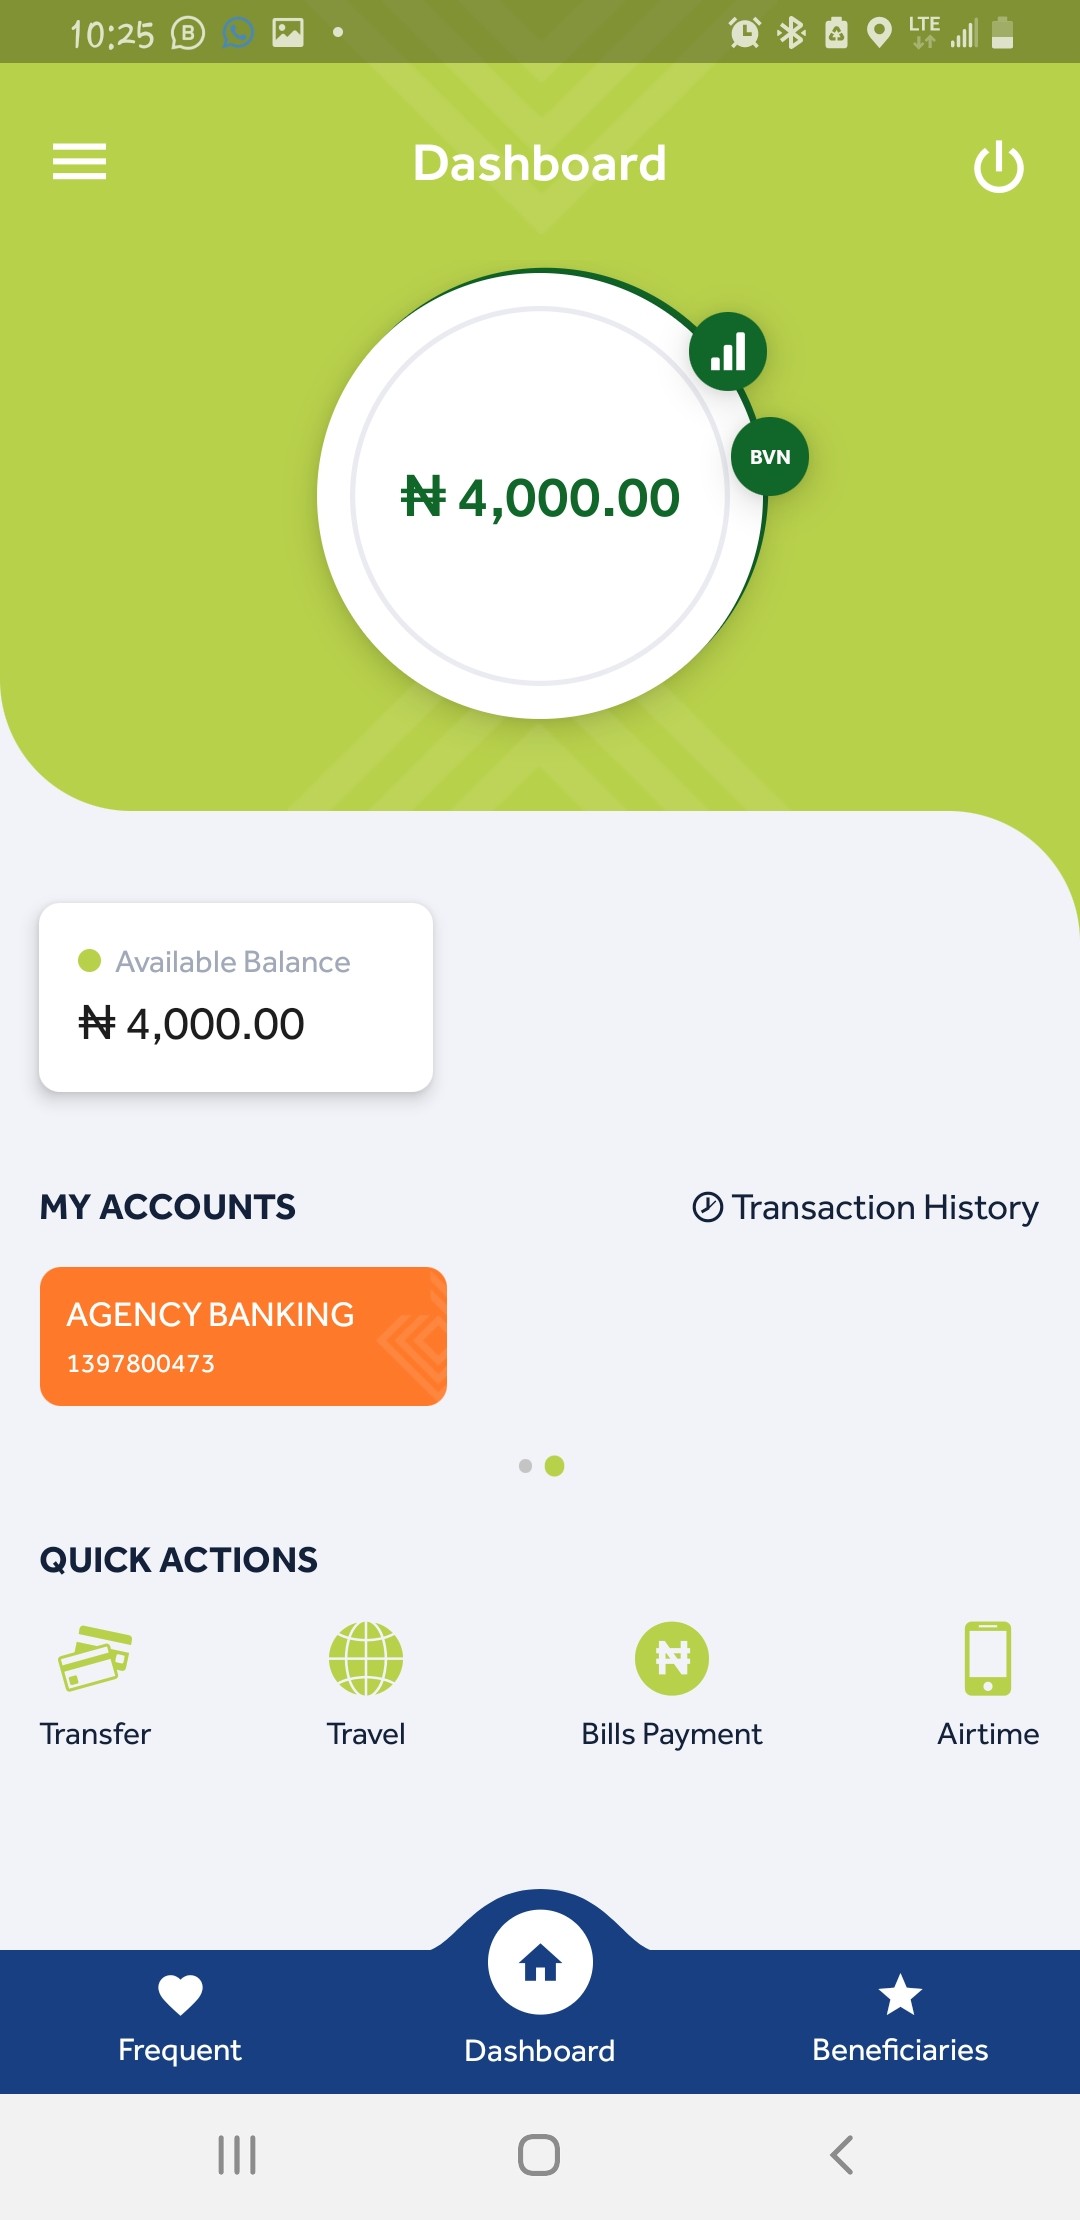 10:25 B LTE
Dashboard
BVN
₦ 4,000.00
Available Balance
₦ 4,000.00
MY ACCOUNTS
Transaction History
AGENCY BANKING
1397800473
QUICK ACTIONS
₦
Transfer Travel Bills Payment Airtime
Frequent Dashboard Beneficiaries